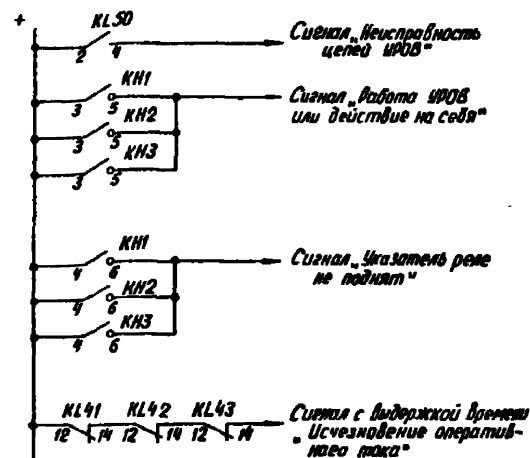 +
KL50
2 4
Сигнал „Неисправность
цепей УРОВ"
KH1
3 5
KH2
3 5
KH3
3 5
Сигнал „Работа УРОВ
или действие на себя"
KH1
4 6
KH2
4 6
KH3
4 6
Сигнал „Указатель реле
не поднят"
KL41 KL42 KL43
12 14 12 14 12 14
Сигнал с выдержкой времени
„Исчезновение оператив-
ного тока"